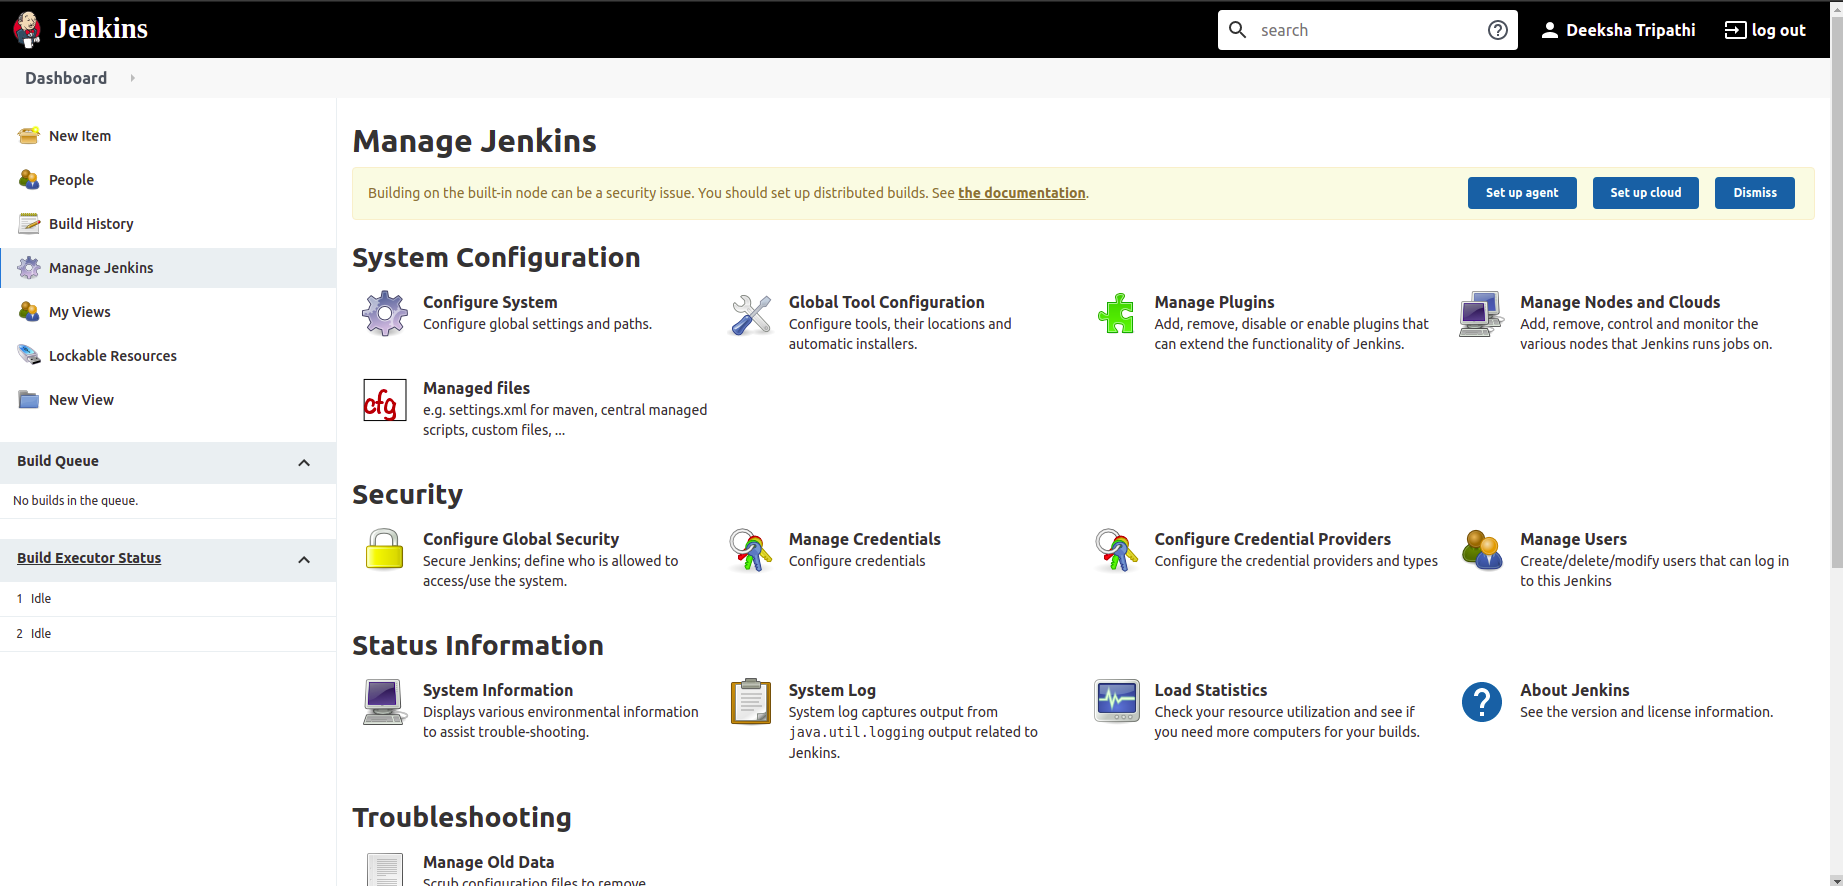 Jenkins
search
Deeksha Tripathi
log out
Dashboard
New Item
People
Build History
Manage Jenkins
My Views
Lockable Resources
New View
Build Queue
No builds in the queue.
Build Executor Status
1 Idle
2 Idle
Manage Jenkins
Building on the built-in node can be a security issue. You should set up distributed builds. See the documentation.
Set up agent
Set up cloud
Dismiss
System Configuration
Configure System
Configure global settings and paths.
Global Tool Configuration
Configure tools, their locations and
automatic installers.
Manage Plugins
Add, remove, disable or enable plugins that
can extend the functionality of Jenkins.
Manage Nodes and Clouds
Add, remove, control and monitor the
various nodes that Jenkins runs jobs on.
cfg
Managed files
e.g. settings.xml for maven, central managed
scripts, custom files, ...
Security
Configure Global Security
Secure Jenkins; define who is allowed to
access/use the system.
Manage Credentials
Configure credentials
Configure Credential Providers
Configure the credential providers and types
Manage Users
Create/delete/modify users that can log in
to this Jenkins
Status Information
System Information
Displays various environmental information
to assist trouble-shooting.
System Log
System log captures output from
java.util.logging output related to
Jenkins.
Load Statistics
Check your resource utilization and see if
you need more computers for your builds.
About Jenkins
See the version and license information.
Troubleshooting
Manage Old Data
Scrub configuration files to remove